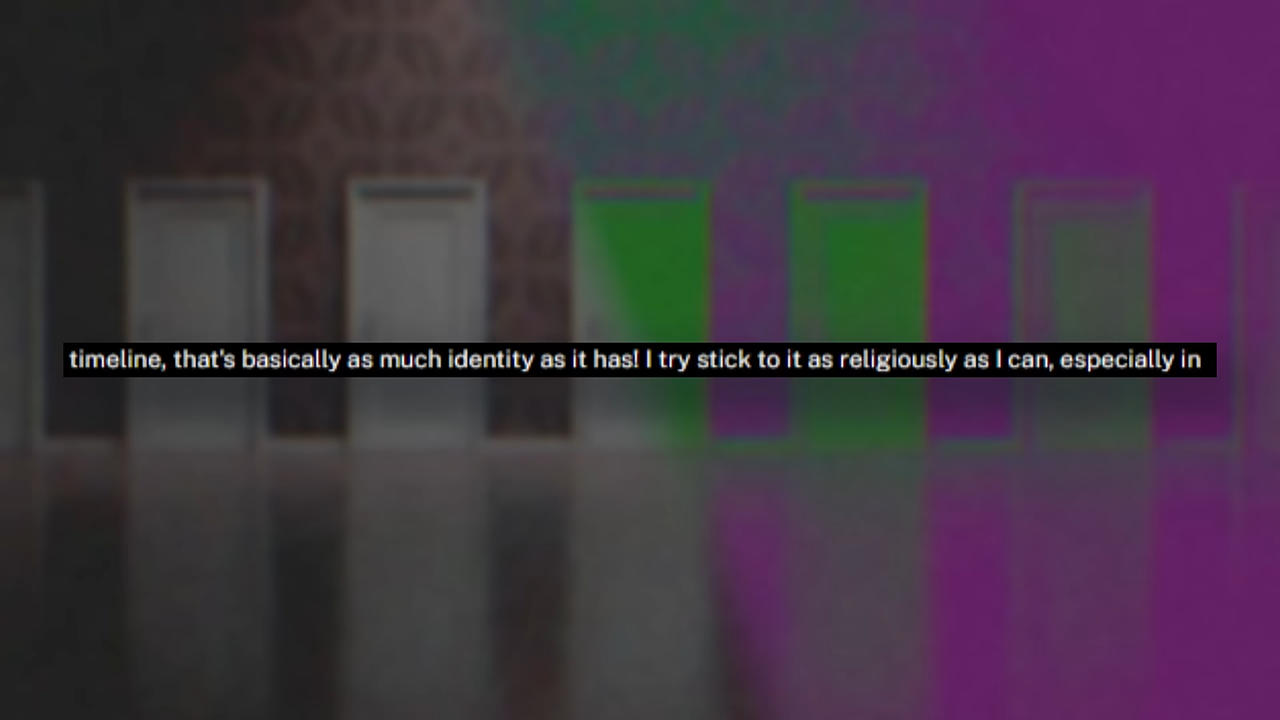 timeline, that's basically as much identity as it has! I try stick to it as religiously as I can, especially in